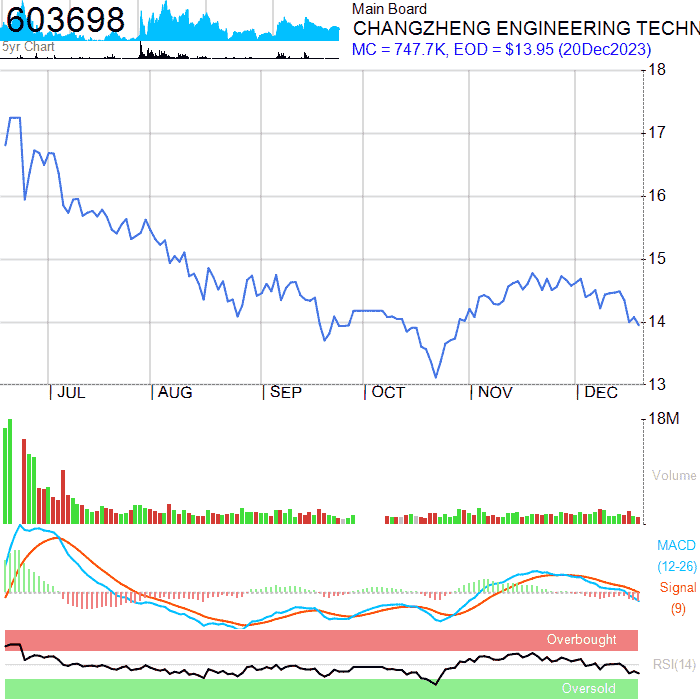 603698
5yr Chart
Main Board
CHANGZHENG ENGINEERING TECHN
MC = 747.7K, EOD = $13.95 (20Dec2023)
18
17
16
15
14
13
JUL AUG SEP OCT NOV DEC
18M
Volume
MACD
(12-26)
Signal
(9)
Overbought
RSI(14)
Oversold